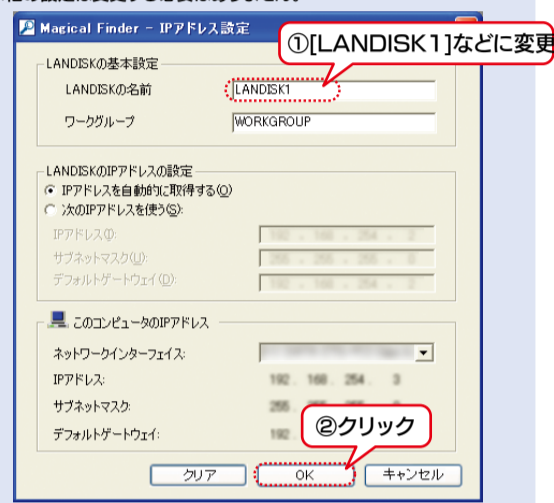 Magical Finder - IPアドレス設定
①[LANDISK1]などに変更
LANDISKの基本設定
LANDISKの名前
LANDISK1
ワークグループ
WORKGROUP
LANDISKのIPアドレスの設定
IPアドレスを自動的に取得する(O)
次のIPアドレスを使う(S):
IPアドレス(I):
192 . 168 . 254 . 2
サブネットマスク(U):
255 . 255 . 255 . 0
デフォルトゲートウェイ(D):
192 . 168 . 254 . 2
このコンピュータのIPアドレス
ネットワークインターフェイス:
IPアドレス:
192 . 168 . 254 . 3
サブネットマスク:
デフォルトゲートウェイ:
192
②クリック
クリア
OK
キャンセル